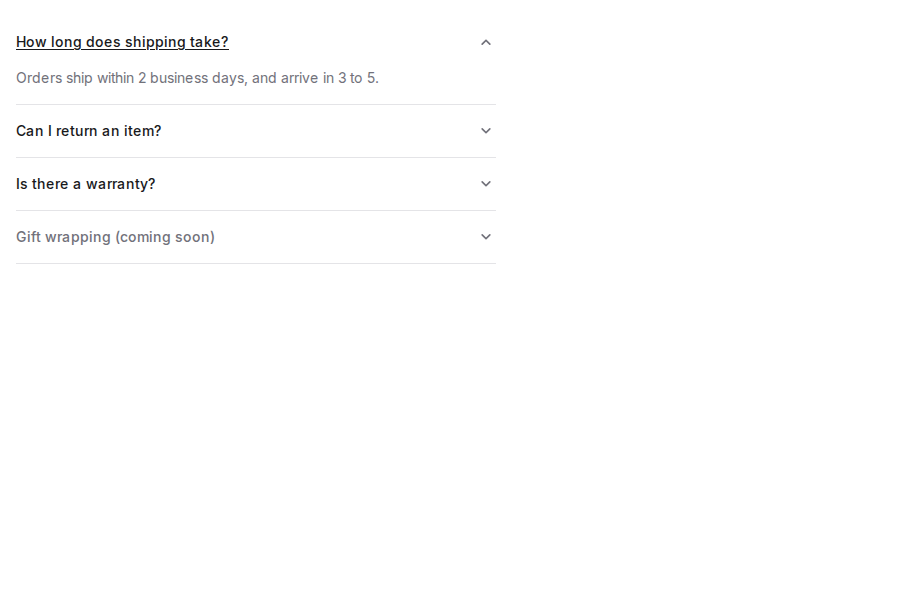 How long does shipping take?
Orders ship within 2 business days, and arrive in 3 to 5.
Can I return an item?
Is there a warranty?
Gift wrapping (coming soon)